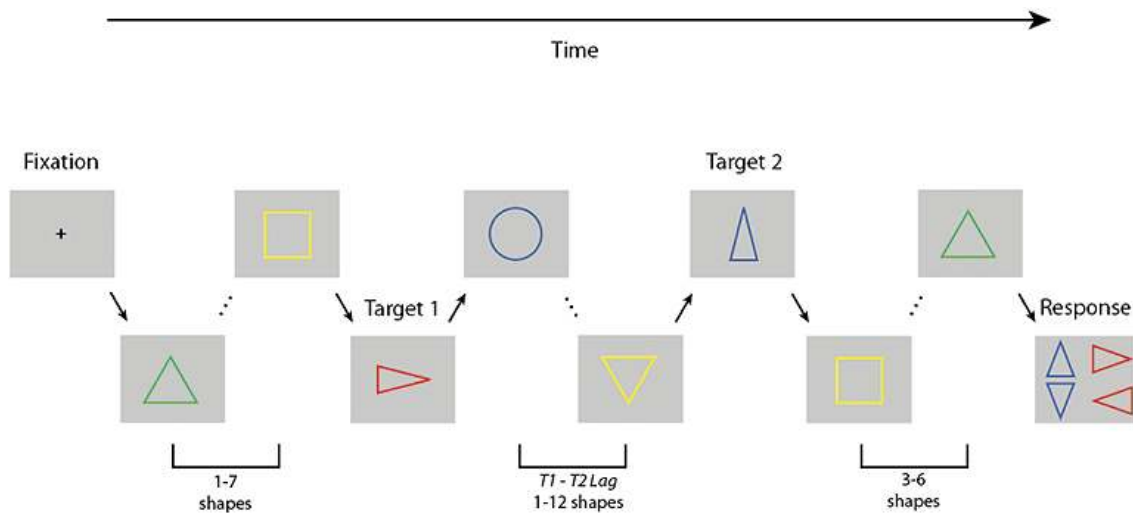 Time
Fixation
Target 2
Target 1
Response
1-7
shapes
T1 - T2 Lag
1-12 shapes
3-6
shapes